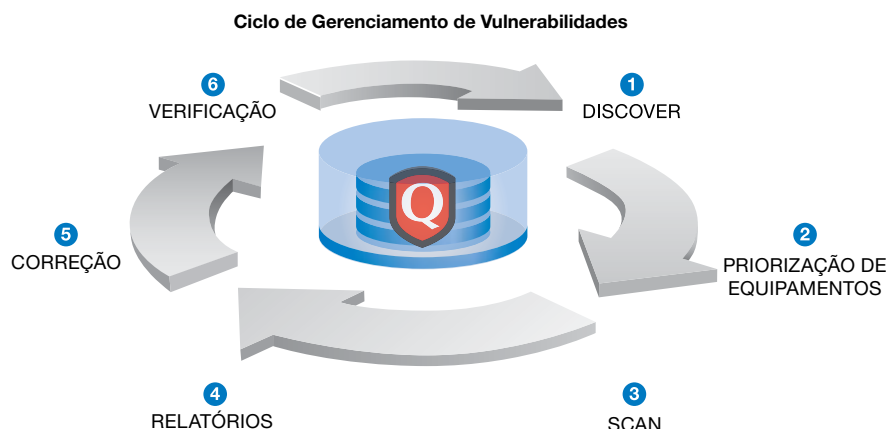 Ciclo de Gerenciamento de Vulnerabilidades
6
VERIFICAÇÃO
1
DISCOVER
Q
5
CORREÇÃO
2
PRIORIZAÇÃO DE
EQUIPAMENTOS
4
RELATÓRIOS
3
SCAN